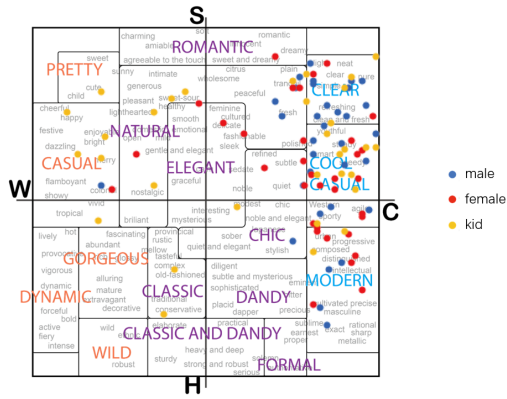 S
charming
romantic
amiable
innocent
ROMANTIC
dreamy
agreeable to the touch
sweet and dreamy
sweet
light
neat
PRETTY
sunny
citrus
plain
intimate
clear
pure
wholesome
generous
cute
peaceful
CLEAR
child
pleasant
sweet-sour
healthy
cheerful
lighthearted
feminine
fresh
refreshing
happy
smooth
cultured
clean and fresh
festive
NATURAL
emotional
delicate
youthful
enjoyable
open
fashionable
dazzling
sleek
polished
gentle and elegant
refined
smart
CASUAL
merry
ELEGANT
subtle
COOL
sedate
flamboyant
graceful
quiet
CASUAL
colorful
nostalgic
noble
showy
W
vivid
modest
chic
Western
agile
C
interesting
sporty
tropical
brilliant
mysterious
noble and elegant
lively
hot
fascinating
provincial
sober
CHIC
urban
rustic
progressive
abundant
mellow
quiet and elegant
stylish
composed
GORGEOUS
tasteful
distinguished
complex
diligent
intellectual
vigorous
old-fashioned
alluring
subtle and mysterious
MODERN
dynamic
mature
CLASSIC
sophisticated
DYNAMIC
extravagant
traditional
DANDY
decorative
placid
cultivated
precise
forceful
conservative
dapper
precious
masculine
bold
elaborate
practical
sublime
rational
active
wild
CLASSIC AND DANDY
exact
sharp
fiery
earnest
metallic
intense
proper
WILD
heavy and deep
sturdy
robust
strong and robust
FORMAL
serious
H
male
female
kid